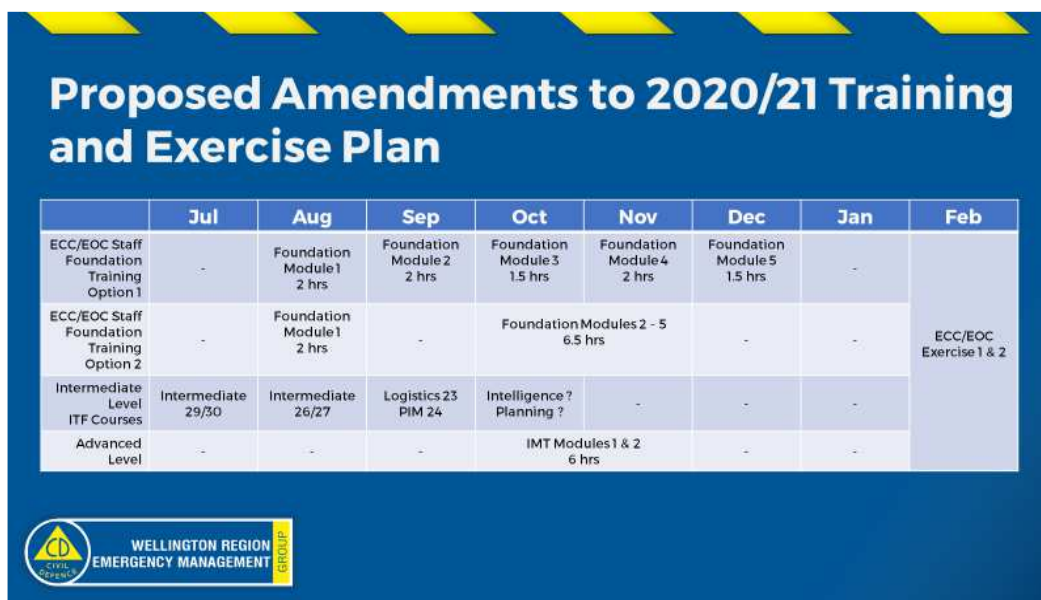 Proposed Amendments to 2020/21 Training
and Exercise Plan
Jul Aug Sep Oct Nov Dec Jan Feb
ECC/EOC Staff
Foundation
Training
Option 1
-
Foundation
Module 1
2 hrs
Foundation
Module 2
2 hrs
Foundation
Module 3
1.5 hrs
Foundation
Module 4
2 hrs
Foundation
Module 5
1.5 hrs
-
ECC/EOC
Exercise 1 & 2
ECC/EOC Staff
Foundation
Training
Option 2
-
Foundation
Module 1
2 hrs
-
Foundation Modules 2 - 5
6.5 hrs
-
-
Intermediate
Level
ITF Courses
Intermediate
29/30
Intermediate
26/27
Logistics 23
PIM 24
Intelligence ?
Planning ?
-
-
-
Advanced
Level
-
-
-
IMT Modules 1 & 2
6 hrs
-
-
CD
CIVIL
DEFENCE
WELLINGTON REGION
EMERGENCY MANAGEMENT
GROUP